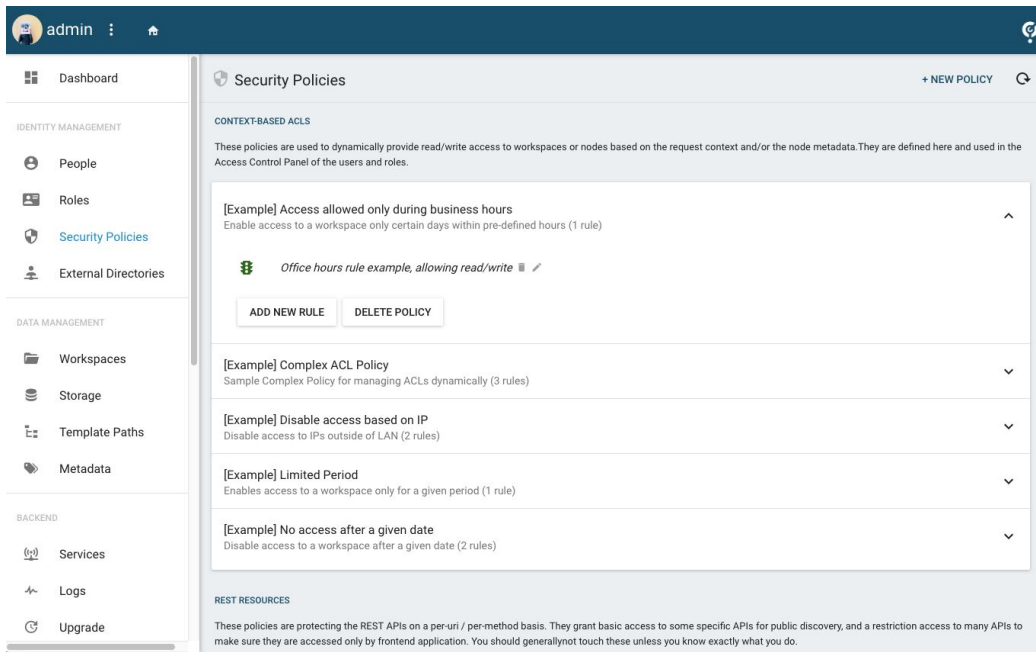 admin
Dashboard
IDENTITY MANAGEMENT
People
Roles
Security Policies
External Directories
DATA MANAGEMENT
Workspaces
Storage
Template Paths
Metadata
BACKEND
Services
Logs
Upgrade
Security Policies
+ NEW POLICY
CONTEXT-BASED ACLS
These policies are used to dynamically provide read/write access to workspaces or nodes based on the request context and/or the node metadata.They are defined here and used in the
Access Control Panel of the users and roles.
[Example] Access allowed only during business hours
Enable access to a workspace only certain days within pre-defined hours (1 rule)
Office hours rule example, allowing read/write
ADD NEW RULE
DELETE POLICY
[Example] Complex ACL Policy
Sample Complex Policy for managing ACLs dynamically (3 rules)
[Example] Disable access based on IP
Disable access to IPs outside of LAN (2 rules)
[Example] Limited Period
Enables access to a workspace only for a given period (1 rule)
[Example] No access after a given date
Disable access to a workspace after a given date (2 rules)
REST RESOURCES
These policies are protecting the REST APIs on a per-uri / per-method basis. They grant basic access to some specific APIs for public discovery, and a restriction access to many APIs to
make sure they are accessed only by frontend application. You should generallynot touch these unless you know exactly what you do.